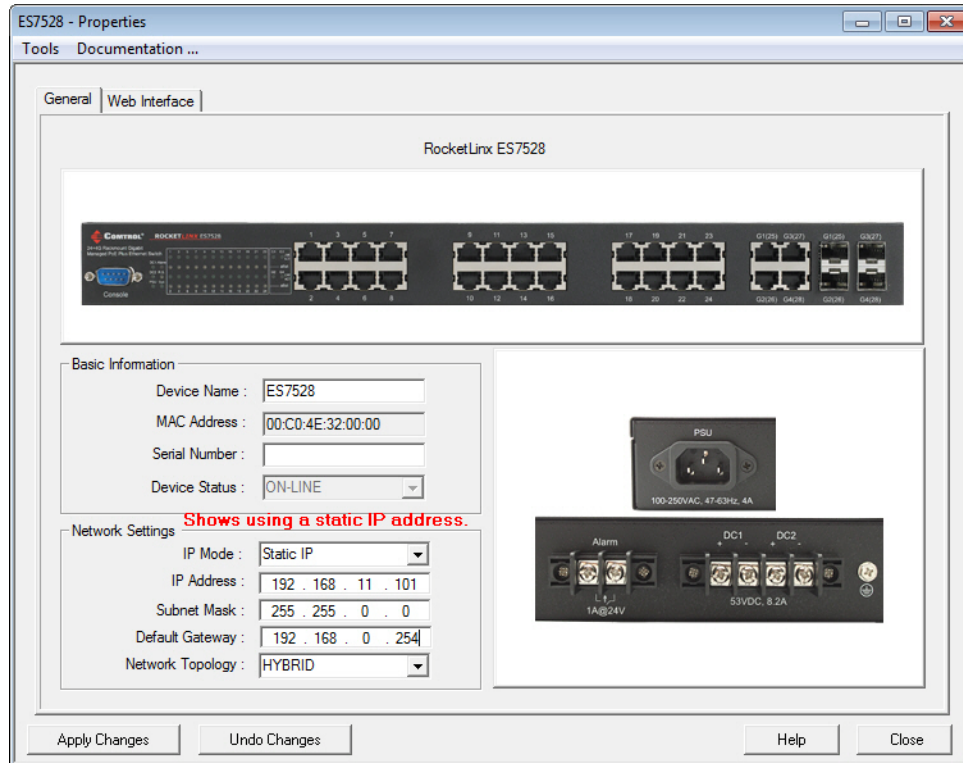 ES7528 - Properties
Tools Documentation ...
General Web Interface
RocketLinx ES7528
COMTROL ROCKETLINX ES7528
Managed PoE Plus Ethernet Switch
Console
1 3 5 7
2 4 6 8
11 13 15
10 12 14 16
17 19 21 23
18 20 22 24
G1(25) G3(27) G1(25) G3(27)
G2(26) G4(28) G2(26) G4(28)
Basic Information
Device Name : ES7528
MAC Address : 00:C0:4E:32:00:00
Serial Number :
Device Status : ON-LINE
Shows using a static IP address.
Network Settings
IP Mode : Static IP
IP Address : 192 . 168 . 11 . 101
Subnet Mask : 255 . 255 . 0 . 0
Default Gateway : 192 . 168 . 0 . 254
Network Topology : HYBRID
PSU
100-250VAC, 47-63Hz, 4A
Alarm
1A@24V
DC1 DC2
+ - + -
53VDC, 8.2A
Apply Changes Undo Changes Help Close